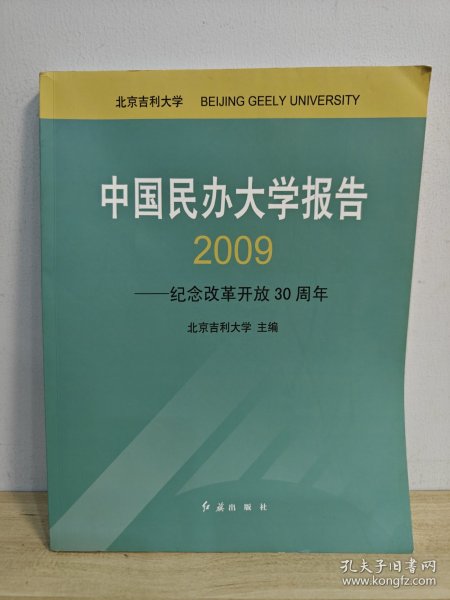 北京吉利大学 BEIJING GEELY UNIVERSITY
中国民办大学报告
2009
——纪念改革开放30周年
北京吉利大学 主编
红旗出版社
孔夫子旧书网
www.kongfz.com